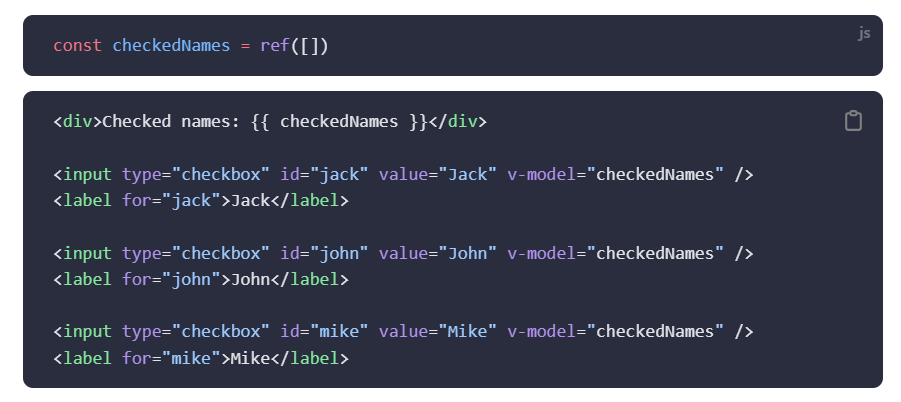 js
const checkedNames = ref([])
<div>Checked names: {{ checkedNames }}</div>
<input type="checkbox" id="jack" value="Jack" v-model="checkedNames" />
<label for="jack">Jack</label>
<input type="checkbox" id="john" value="John" v-model="checkedNames" />
<label for="john">John</label>
<input type="checkbox" id="mike" value="Mike" v-model="checkedNames" />
<label for="mike">Mike</label>